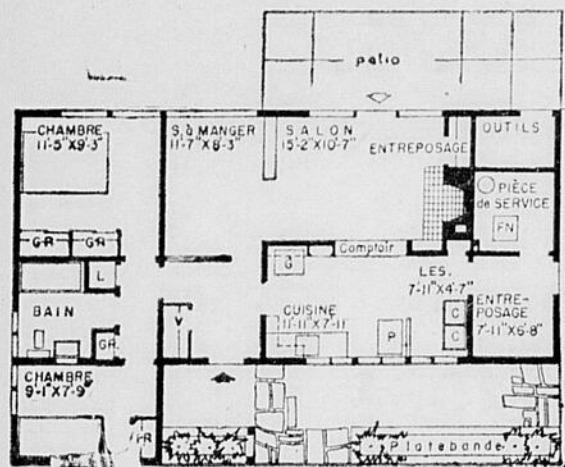 patio
CHAMBRE
11'-5"X9'-3"
S. à MANGER
11'-7"X8'-3"
SALON
15'-2"X10'-7"
ENTREPOSAGE
OUTILS
PIÈCE
de SERVICE
FN
GR.
GR.
L
BAIN
GR.
V
G
Comptoir
LES.
7'-11"X4'-7"
CUISINE
11'-11"X7'-11"
P
C
C
ENTRE-
POSAGE
7'-11"X6'-8"
CHAMBRE
9'-1"X7'-9"
Platebande